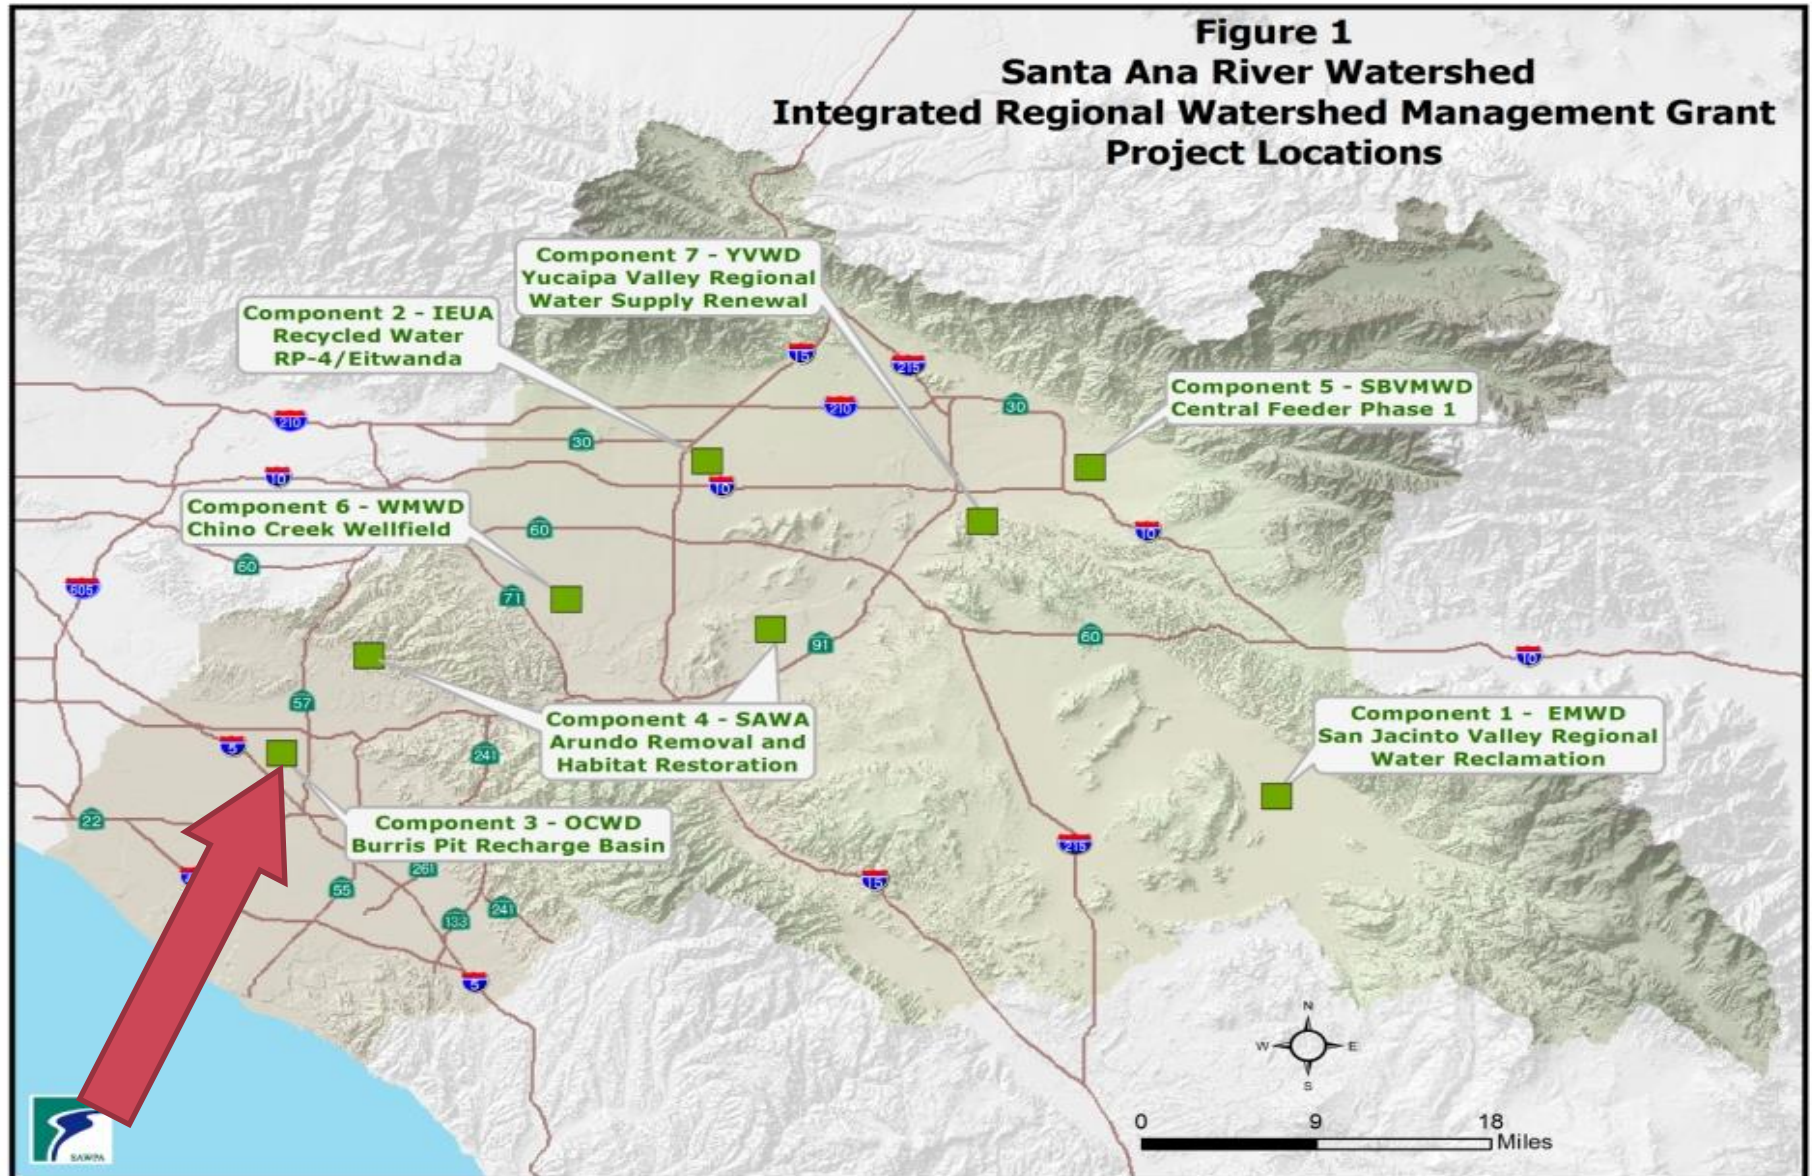 Figure 1
Santa Ana River Watershed
Integrated Regional Watershed Management Grant
Project Locations
Component 7 - YVWD
Yucaipa Valley Regional
Water Supply Renewal
Component 2 - IEUA
Recycled Water
RP-4/Eitwanda
15
215
Component 5 - SBVMWD
Central Feeder Phase 1
210
210
30
30
10
10
Component 6 - WMWD
Chino Creek Wellfield
60
10
60
605
71
91
60
10
57
Component 4 - SAWA
Arundo Removal and
Habitat Restoration
Component 1 - EMWD
San Jacinto Valley Regional
Water Reclamation
5
241
22
Component 3 - OCWD
Burris Pit Recharge Basin
215
261
15
55
133
241
5
N
W
E
S
0 9 18
Miles
SAWPA